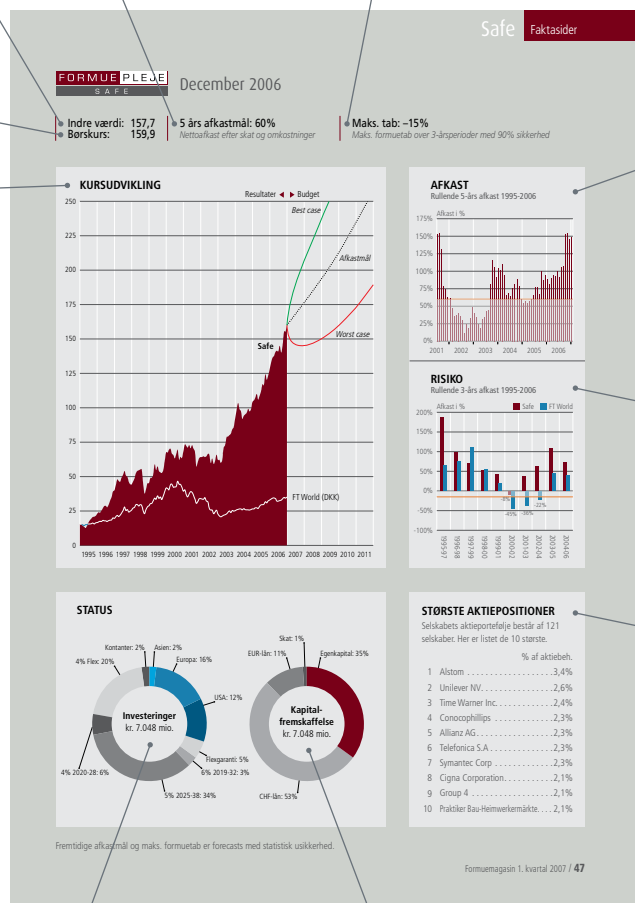 Safe Faktasider
FORMUEPLEJE
SAFE
December 2006
Indre værdi: 157,7
Børskurs: 159,9
5 års afkastmål: 60%
Nettoafkast efter skat og omkostninger
Maks. tab: –15%
Maks. formuetab over 3-årsperioder med 90% sikkerhed
KURSUDVIKLING
Resultater Budget
250
225
200
175
150
125
100
75
50
25
0
Best case
Afkastmål
Worst case
Safe
FT World (DKK)
1995 1996 1997 1998 1999 2000 2001 2002 2003 2004 2005 2006 2007 2008 2009 2010 2011
AFKAST
Rullende 5-års afkast 1995-2006
Afkast i %
175%
150%
125%
100%
75%
50%
25%
0%
2001 2002 2003 2004 2005 2006
RISIKO
Rullende 3-års afkast 1995-2006
Afkast i % Safe FT World
200%
150%
100%
50%
0%
-50%
-100%
-45% -38% -22%
1995-97 1996-98 1997-99 1998-00 1999-01 2000-02 2001-03 2002-04 2003-05 2004-06
STATUS
Kontanter: 2% Asien: 2%
4% Flex: 20% Europa: 16%
USA: 12%
Investeringer
kr. 7.048 mio.
Flexgaranti: 5%
4% 2020-28: 6% 6% 2019-32: 3%
5% 2025-38: 34%
Skat: 1%
EUR-lån: 11% Egenkapital: 35%
Kapital-
fremskaffelse
kr. 7.048 mio.
CHF-lån: 53%
STØRSTE AKTIEPOSITIONER
Selskabets aktieportefølje består af 121
selskaber. Her er listet de 10 største.
% af aktiebeh.
1 Alstom . . . . . . . . . . . . . . . . . . .3,4%
2 Unilever NV. . . . . . . . . . . . . . . .2,6%
3 Time Warner Inc. . . . . . . . . . . . .2,4%
4 Conocophillips . . . . . . . . . . . . .2,3%
5 Allianz AG . . . . . . . . . . . . . . . . .2,3%
6 Telefonica S.A . . . . . . . . . . . . . .2,3%
7 Symantec Corp . . . . . . . . . . . . .2,3%
8 Cigna Corporation. . . . . . . . . . .2,1%
9 Group 4 . . . . . . . . . . . . . . . . . .2,1%
10 Praktiker Bau-Heimwerkermärkte. . . . 2,1%
Fremtidige afkastmål og maks. formuetab er forecasts med statistisk usikkerhed.
Formuemagasin 1. kvartal 2007 / 47